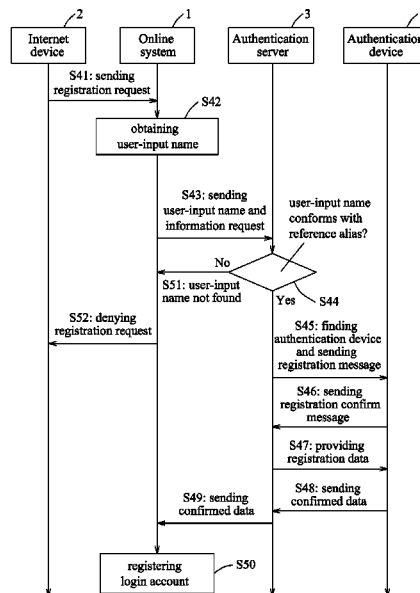 2
1
3
Internet
device
Online
system
Authentication
server
Authentication
device
S41: sending
registration request
S42
obtaining
user-input name
S43: sending
user-input name and
information request
user-input name
conforms with
reference alias?
No
S44
S51: user-input
name not found
Yes
S52: denying
registration request
S45: finding
authentication device
and sending
registration message
S46: sending
registration confirm
message
S47: providing
registration data
S48: sending
confirmed data
S49: sending
confirmed data
registering
login account
S50